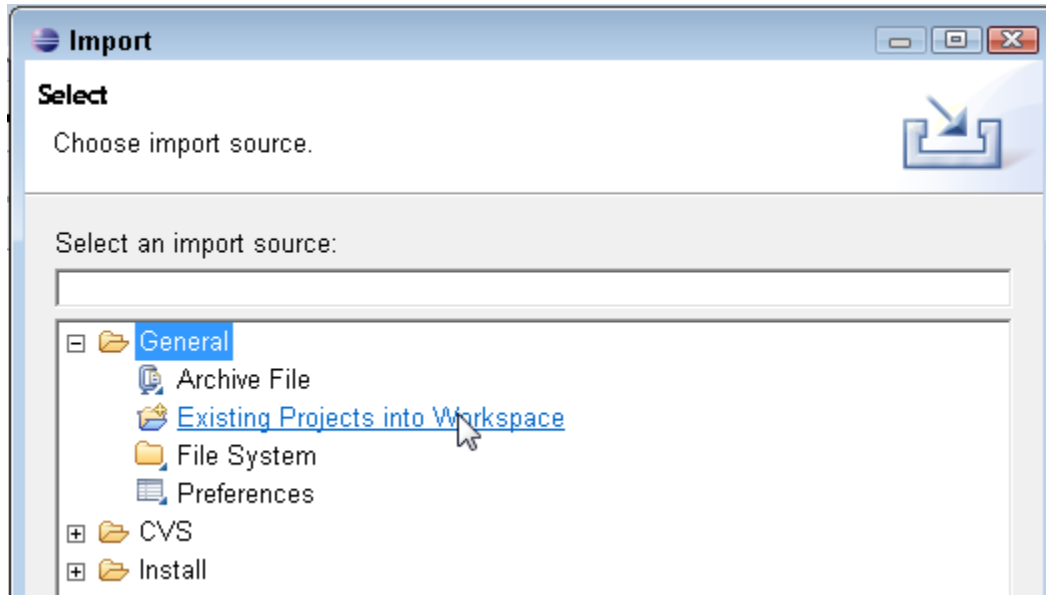 Import
Select
Choose import source.
Select an import source:
General
Archive File
Existing Projects into Workspace
File System
Preferences
CVS
Install